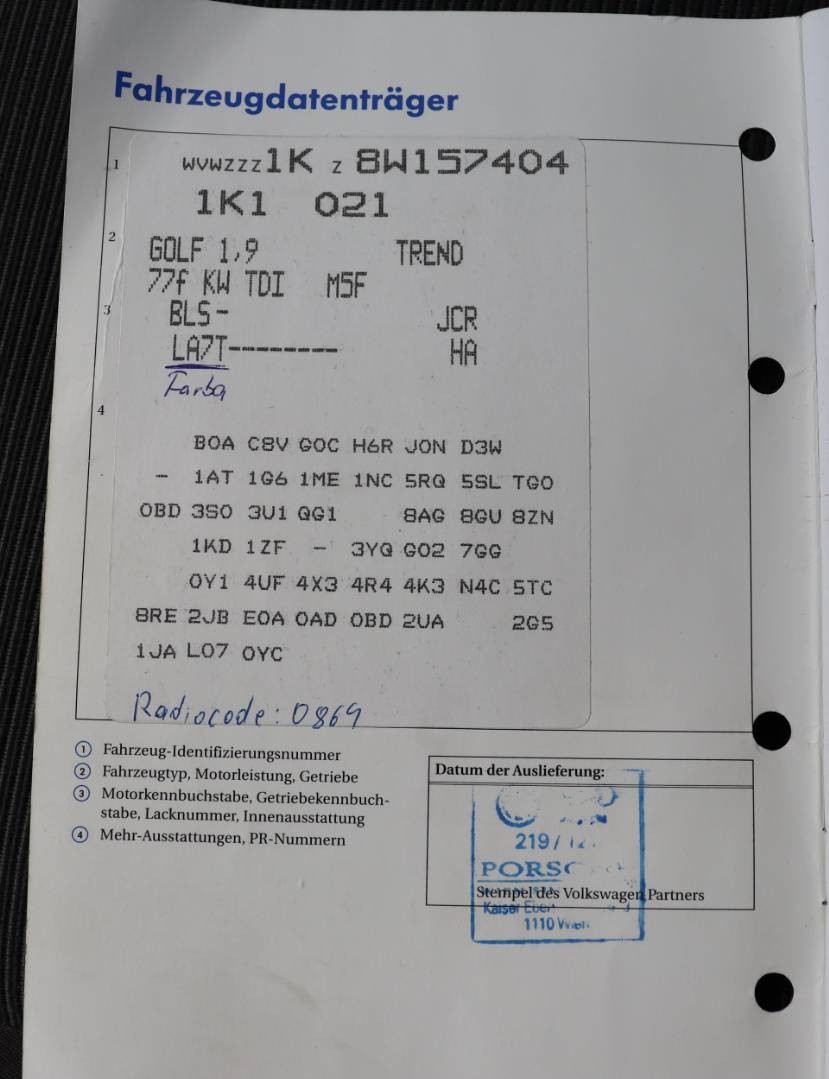 Fahrzeugdatenträger
1 WVWZZZ1K Z 8W157404
1K1 021
2 GOLF 1,9 TREND
77f KW TDI M5F
3 BLS- JCR
LA7T-------- HA
Farba
4
BOA C8V GOC H6R JON D3W
- 1AT 1G6 1ME 1NC 5RQ 5SL TGO
OBD 3SO 3U1 QG1 8AG 8GU 8ZN
1KD 1ZF - 3YQ GO2 7GG
OY1 4UF 4X3 4R4 4K3 N4C 5TC
8RE 2JB EOA OAD OBD 2UA 2G5
1JA LO7 OYC
Radiocode: 0869
1 Fahrzeug-Identifizierungsnummer
2 Fahrzeugtyp, Motorleistung, Getriebe
3 Motorkennbuchstabe, Getriebekennbuch-
stabe, Lacknummer, Innenausstattung
4 Mehr-Ausstattungen, PR-Nummern
Datum der Auslieferung:
219/
Stempel des Volkswagen Partners
Kaiser
1110